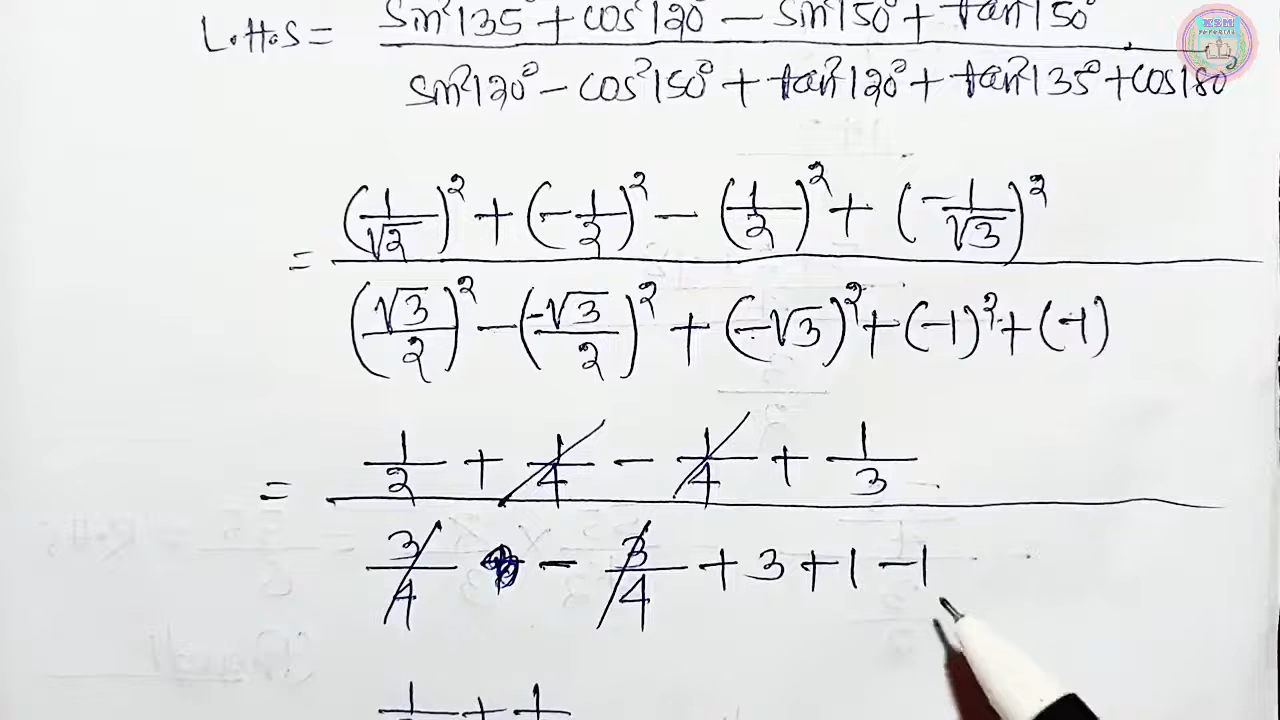 L.H.S = sin²135° + cos²120° - sin²150° + tan²150°
sin²120° - cos²150° + tan²120° + tan²135° + cos180°
= (1/√2)² + (-1/2)² - (1/2)² + (-1/√3)²
(√3/2)² - (-√3/2)² + (-√3)² + (-1)² + (-1)
= 1/2 + 1/4 - 1/4 + 1/3
3/4 - 3/4 + 3 + 1 - 1
KSM